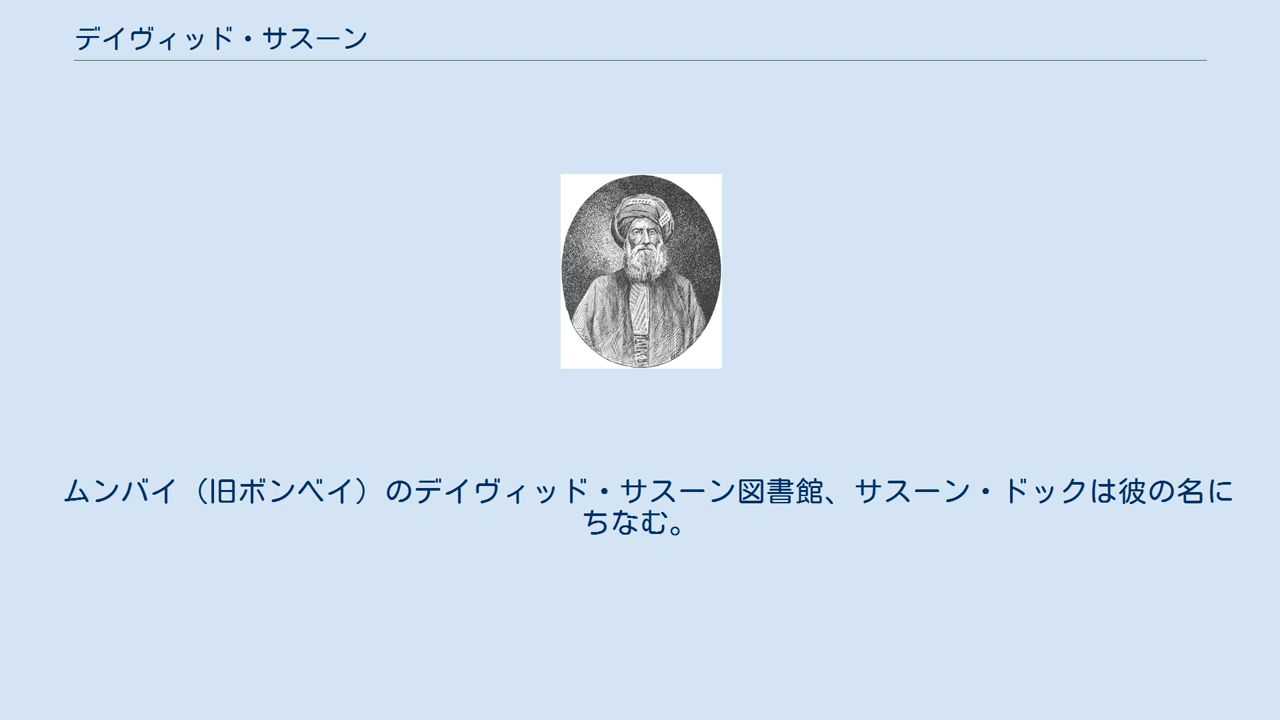 デイヴィッド・サスーン
ムンバイ（旧ボンベイ）のデイヴィッド・サスーン図書館、サスーン・ドックは彼の名に
ちなむ。